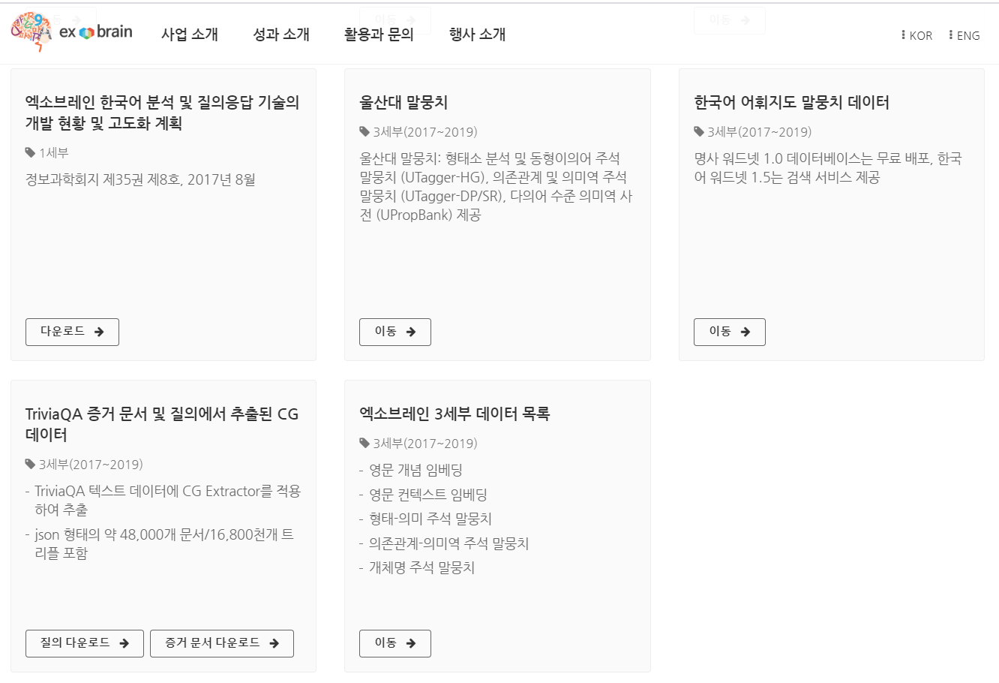 이동
이동
ex brain
사업 소개
성과 소개
활용과 문의
행사 소개
KOR
ENG
엑소브레인 한국어 분석 및 질의응답 기술의
개발 현황 및 고도화 계획
1세부
정보과학회지 제35권 제8호, 2017년 8월
다운로드
울산대 말뭉치
3세부(2017~2019)
울산대 말뭉치: 형태소 분석 및 동형이의어 주석
말뭉치 (UTagger-HG), 의존관계 및 의미역 주석
말뭉치 (UTagger-DP/SR), 다의어 수준 의미역 사
전 (UPropBank) 제공
이동
한국어 어휘지도 말뭉치 데이터
3세부(2017~2019)
명사 워드넷 1.0 데이터베이스는 무료 배포, 한국
어 워드넷 1.5는 검색 서비스 제공
이동
TriviaQA 증거 문서 및 질의에서 추출된 CG
데이터
3세부(2017~2019)
- TriviaQA 텍스트 데이터에 CG Extractor를 적용
하여 추출
- json 형태의 약 48,000개 문서/16,800천개 트
리플 포함
질의 다운로드
증거 문서 다운로드
엑소브레인 3세부 데이터 목록
3세부(2017~2019)
- 영문 개념 임베딩
- 영문 컨텍스트 임베딩
- 형태-의미 주석 말뭉치
- 의존관계-의미역 주석 말뭉치
- 개체명 주석 말뭉치
이동